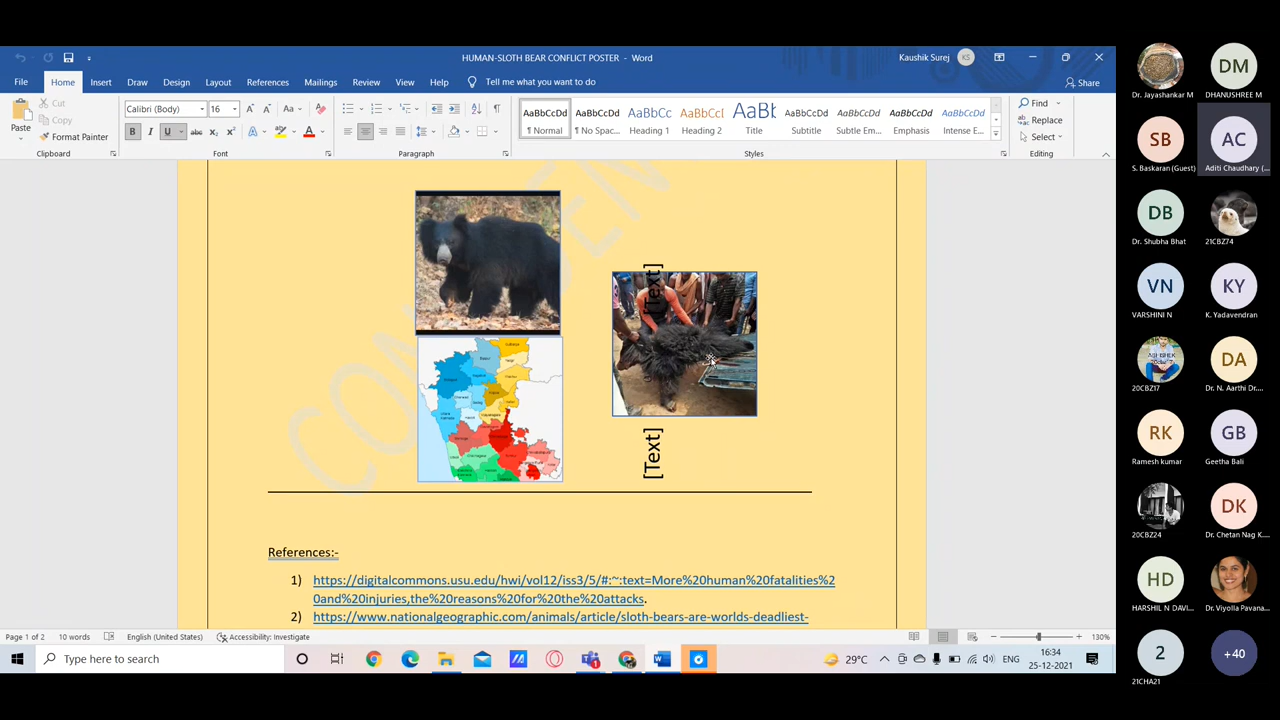 HUMAN-SLOTH BEAR CONFLICT POSTER - Word
Kaushik Surej
KS
File
Home
Insert
Draw
Design
Layout
References
Mailings
Review
View
Help
Tell me what you want to do
Share
Paste
Cut
Copy
Format Painter
Calibri (Body)
16
Aa
B I U abc x₂ x²
AaBbCcDd
AaBbCcDd
AaBbCc
AaBbCcI
AaBb
AaBbCcD
AaBbCcDd
AaBbCcDd
AaBbCcDd
¶ Normal
¶ No Spac...
Heading 1
Heading 2
Title
Subtitle
Subtle Em...
Emphasis
Intense E...
Find
Replace
Select
Clipboard
Font
Paragraph
Styles
Editing
[Text]
[Text]
References:-
1) https://digitalcommons.usu.edu/hwi/vol12/iss3/5/#:~:text=More%20human%20fatalities%2
0and%20injuries,the%20reasons%20for%20the%20attacks.
2) https://www.nationalgeographic.com/animals/article/sloth-bears-are-worlds-deadliest-
Page 1 of 2
10 words
English (United States)
Accessibility: Investigate
130%
Type here to search
29°C
ENG
16:34
25-12-2021
Dr. Jayashankar M
DM
DHANUSHREE M
SB
S. Baskaran (Guest)
AC
Aditi Chaudhary (...
DB
Dr. Shubha Bhat
21CBZ74
VN
VARSHINI N
KY
K. Yadavendran
20CBZ17
DA
Dr. N. Aarthi Dr....
RK
Ramesh kumar
GB
Geetha Bali
20CBZ24
DK
Dr. Chetan Nag K....
HD
HARSHIL N DAVI...
Dr. Viyolla Pavana...
2
21CHA21
+40